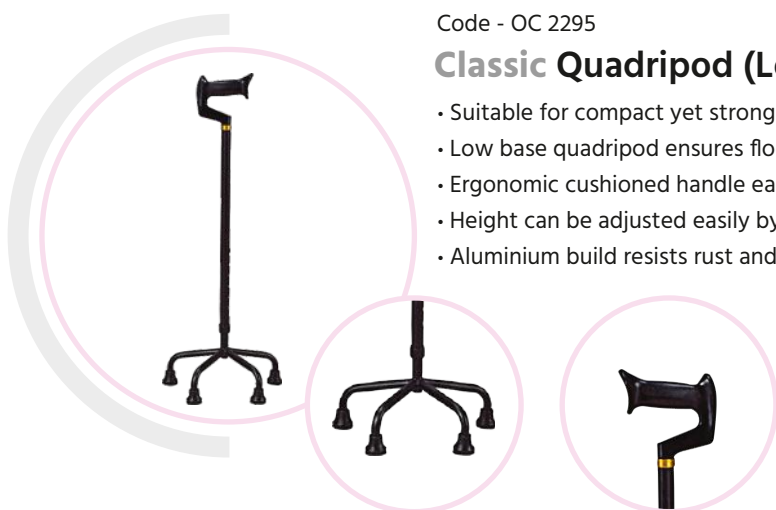 Code - OC 2295
Classic Quadripod (L
• Suitable for compact yet strong
• Low base quadripod ensures flo
• Ergonomic cushioned handle ea
• Height can be adjusted easily by
• Aluminium build resists rust and